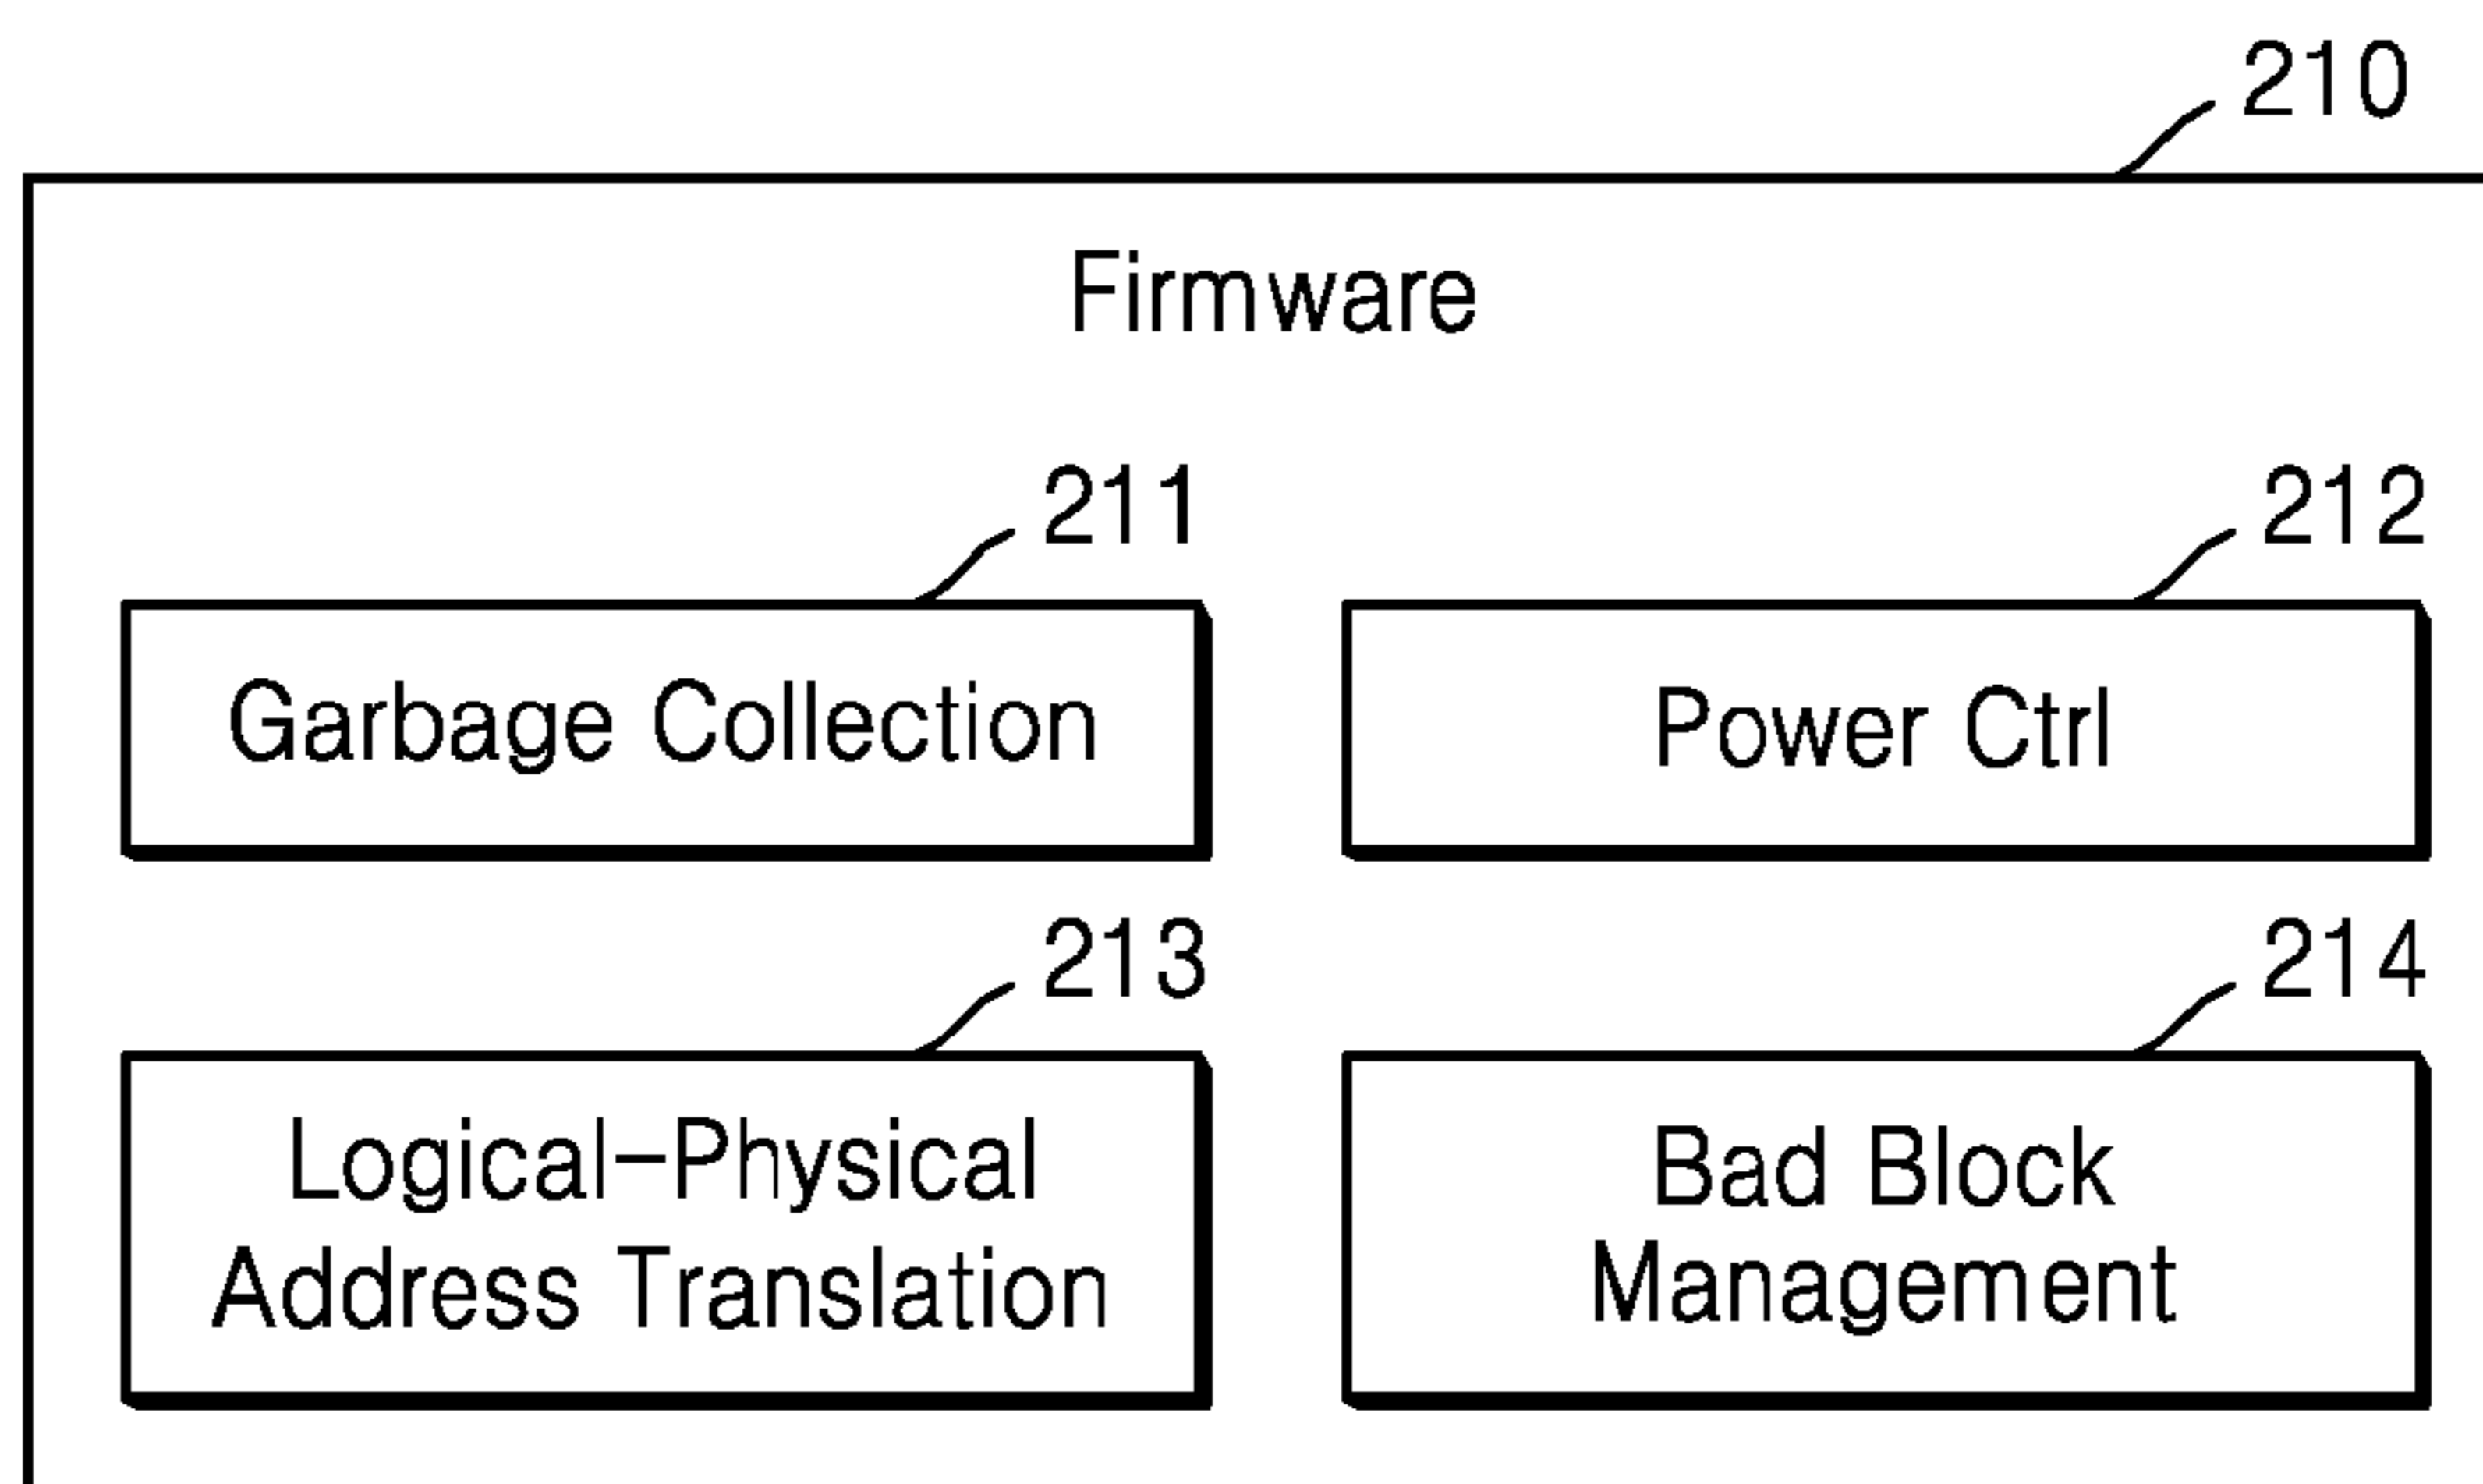 210
Firmware
211
212
Garbage Collection
Power Ctrl
213
214
Logical-Physical
Address Translation
Bad Block
Management